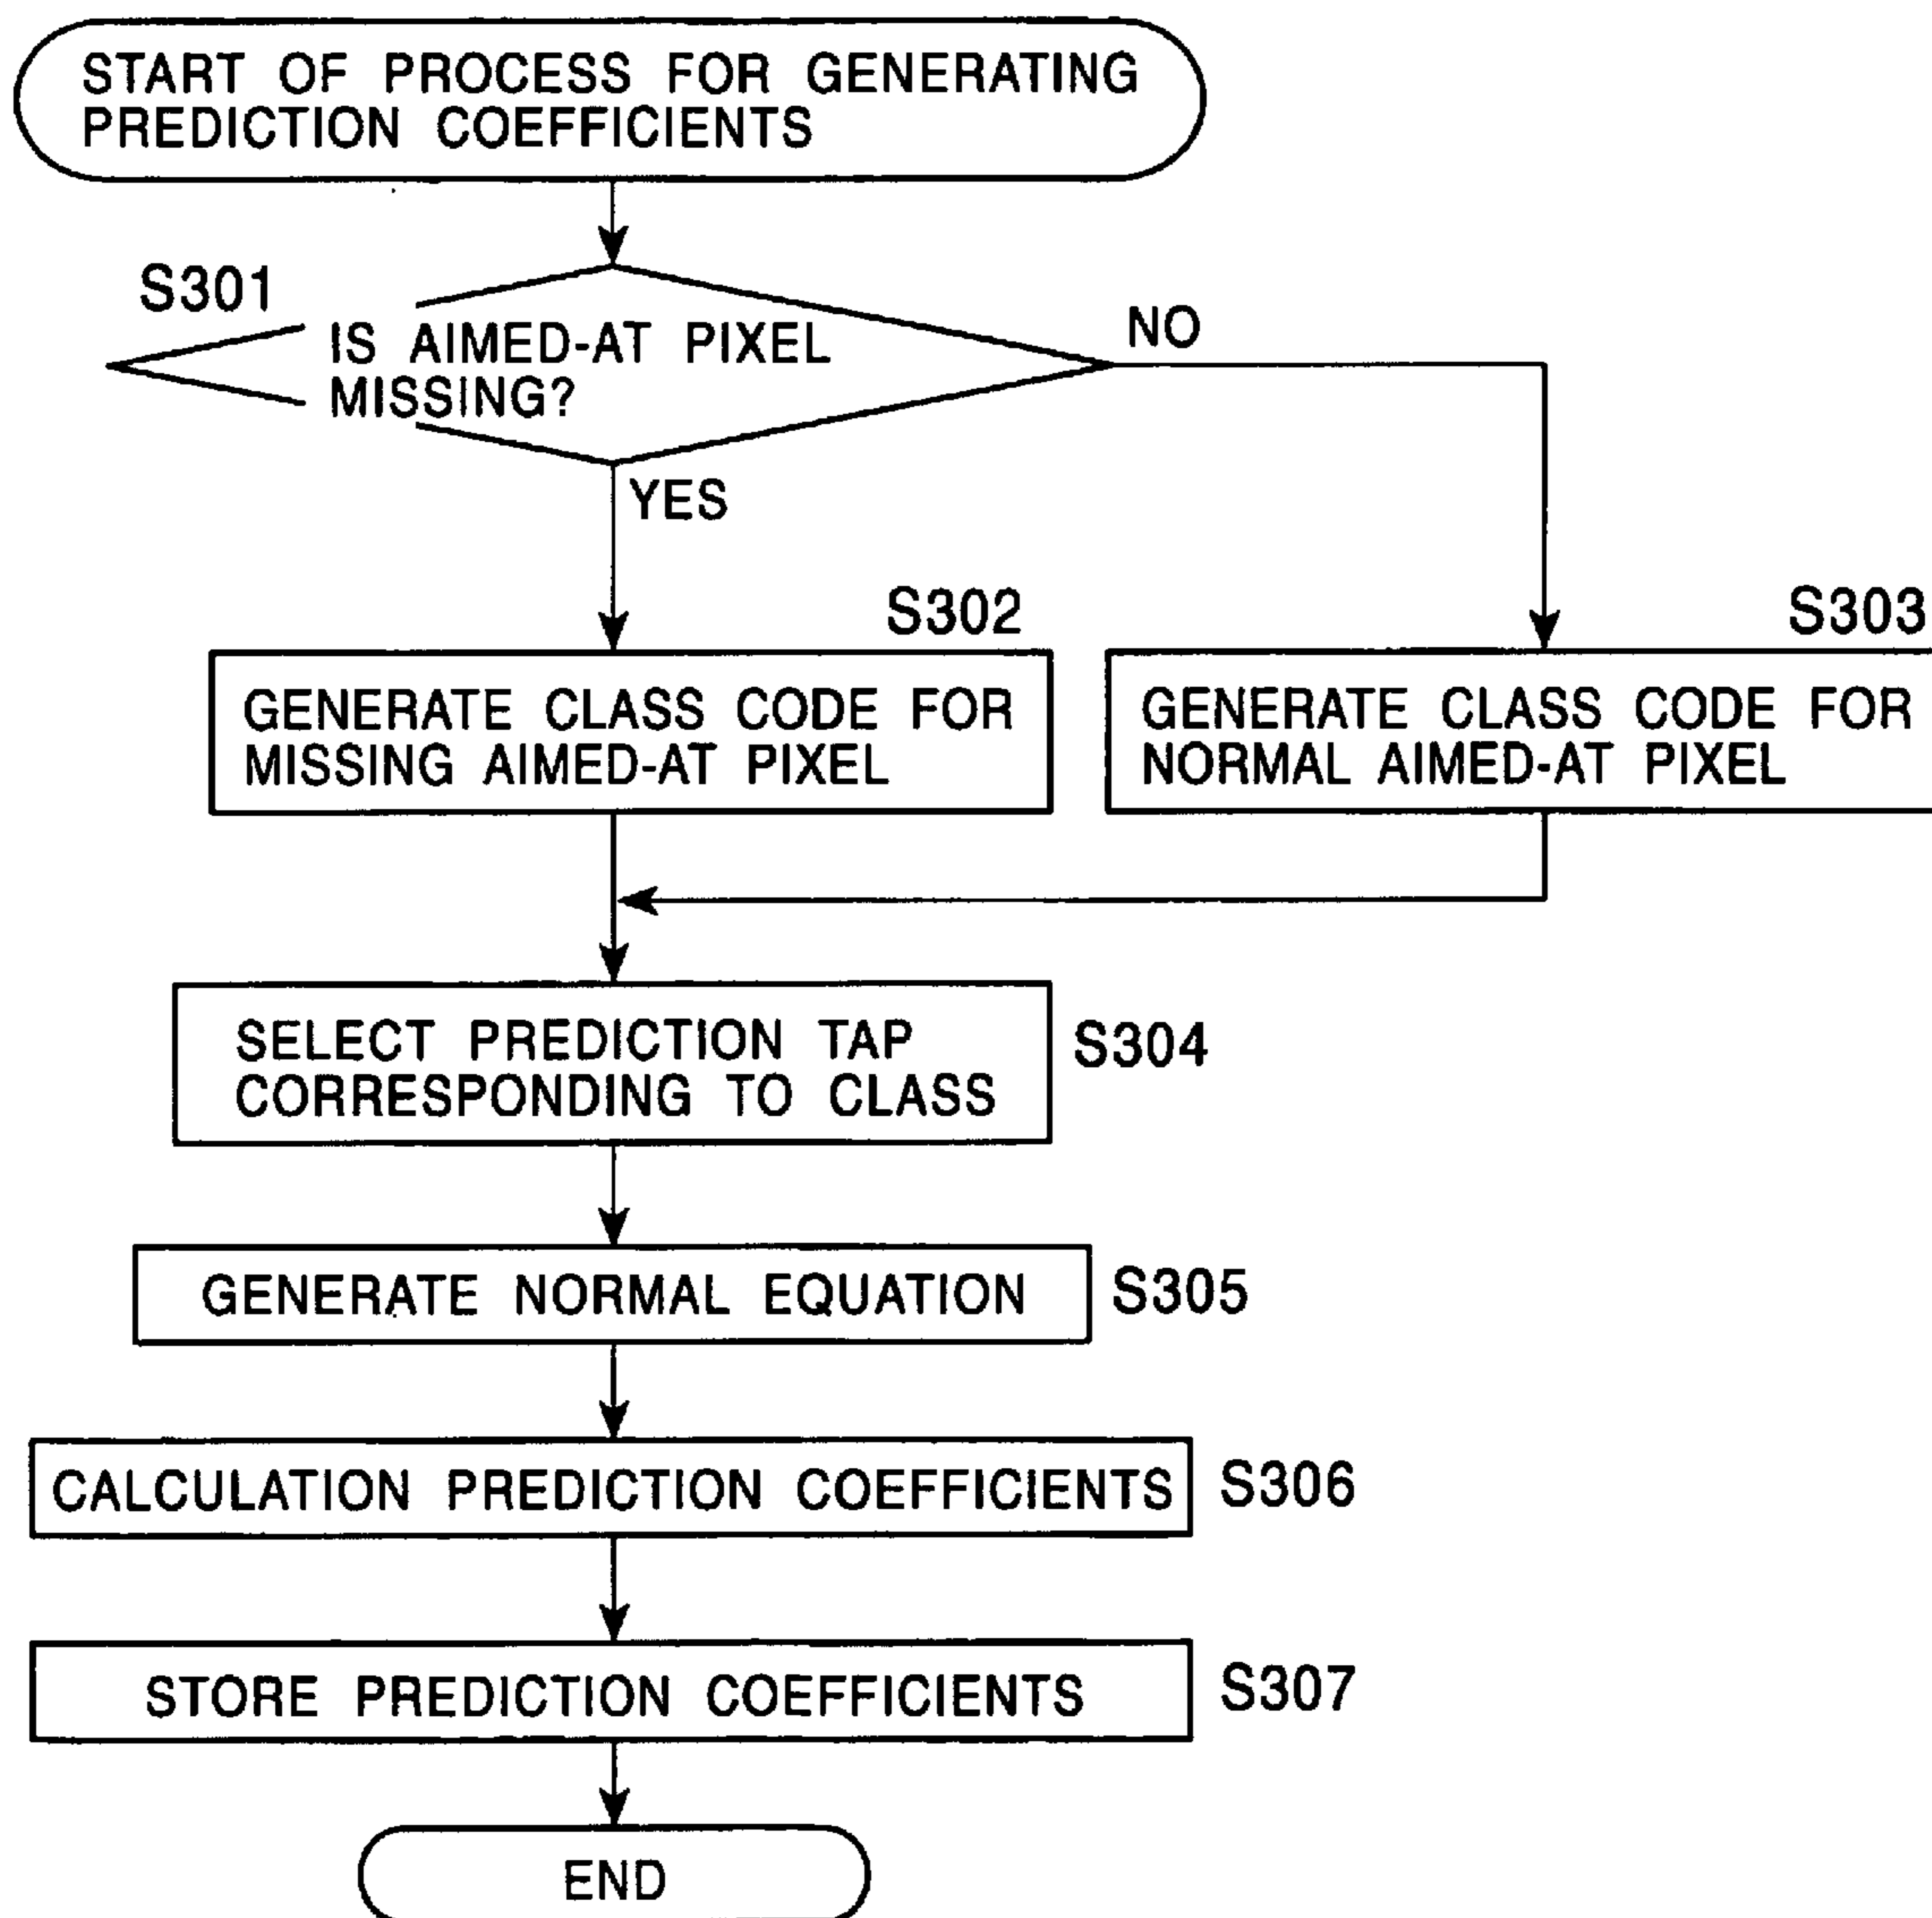 START OF PROCESS FOR GENERATING
PREDICTION COEFFICIENTS
S301
IS AIMED-AT PIXEL
MISSING?
NO
YES
S302
GENERATE CLASS CODE FOR
MISSING AIMED-AT PIXEL
S303
GENERATE CLASS CODE FOR
NORMAL AIMED-AT PIXEL
SELECT PREDICTION TAP
CORRESPONDING TO CLASS
S304
GENERATE NORMAL EQUATION
S305
CALCULATION PREDICTION COEFFICIENTS
S306
STORE PREDICTION COEFFICIENTS
S307
END